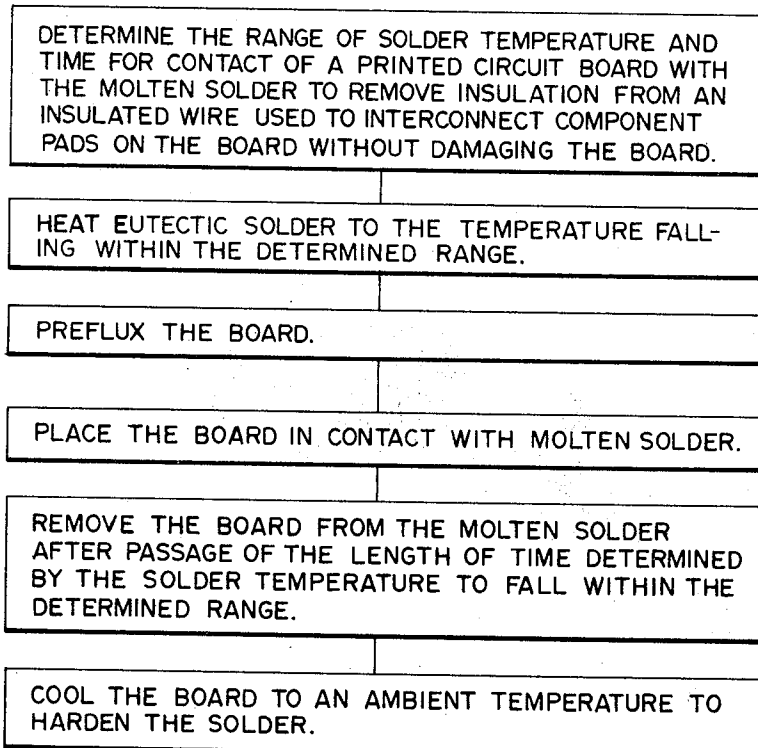 DETERMINE THE RANGE OF SOLDER TEMPERATURE AND
TIME FOR CONTACT OF A PRINTED CIRCUIT BOARD WITH
THE MOLTEN SOLDER TO REMOVE INSULATION FROM AN
INSULATED WIRE USED TO INTERCONNECT COMPONENT
PADS ON THE BOARD WITHOUT DAMAGING THE BOARD.
HEAT EUTECTIC SOLDER TO THE TEMPERATURE FALL-
ING WITHIN THE DETERMINED RANGE.
PREFLUX THE BOARD.
PLACE THE BOARD IN CONTACT WITH MOLTEN SOLDER.
REMOVE THE BOARD FROM THE MOLTEN SOLDER
AFTER PASSAGE OF THE LENGTH OF TIME DETERMINED
BY THE SOLDER TEMPERATURE TO FALL WITHIN THE
DETERMINED RANGE.
COOL THE BOARD TO AN AMBIENT TEMPERATURE TO
HARDEN THE SOLDER.